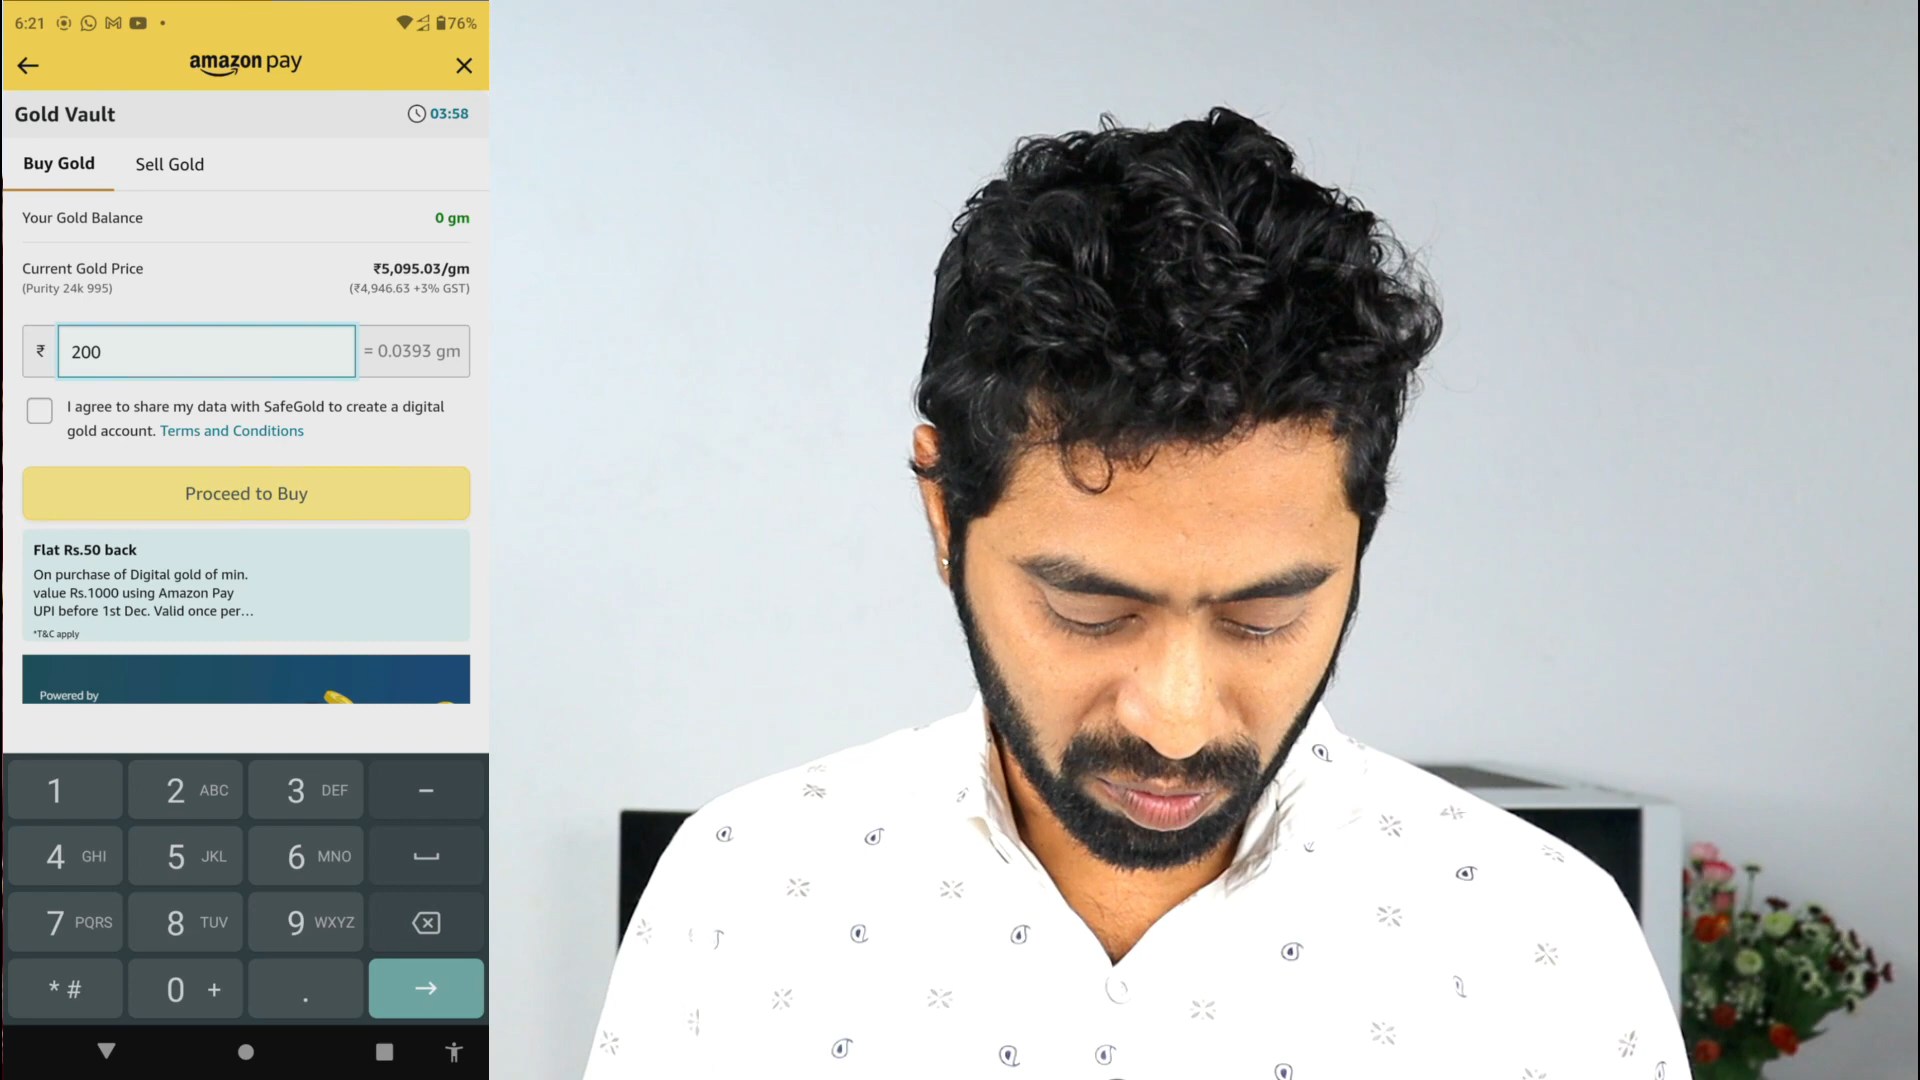 6:21
76%
amazon pay
Gold Vault
03:58
Buy Gold
Sell Gold
Your Gold Balance
0 gm
Current Gold Price
₹5,095.03/gm
(Purity 24k 995)
(₹4,946.63 +3% GST)
₹ 200 = 0.0393 gm
I agree to share my data with SafeGold to create a digital
gold account. Terms and Conditions
Proceed to Buy
Flat Rs.50 back
On purchase of Digital gold of min.
value Rs.1000 using Amazon Pay
UPI before 1st Dec. Valid once per...
*T&C apply
Powered by
1 2 ABC 3 DEF −
4 GHI 5 JKL 6 MNO
7 PQRS 8 TUV 9 WXYZ
* # 0 + .